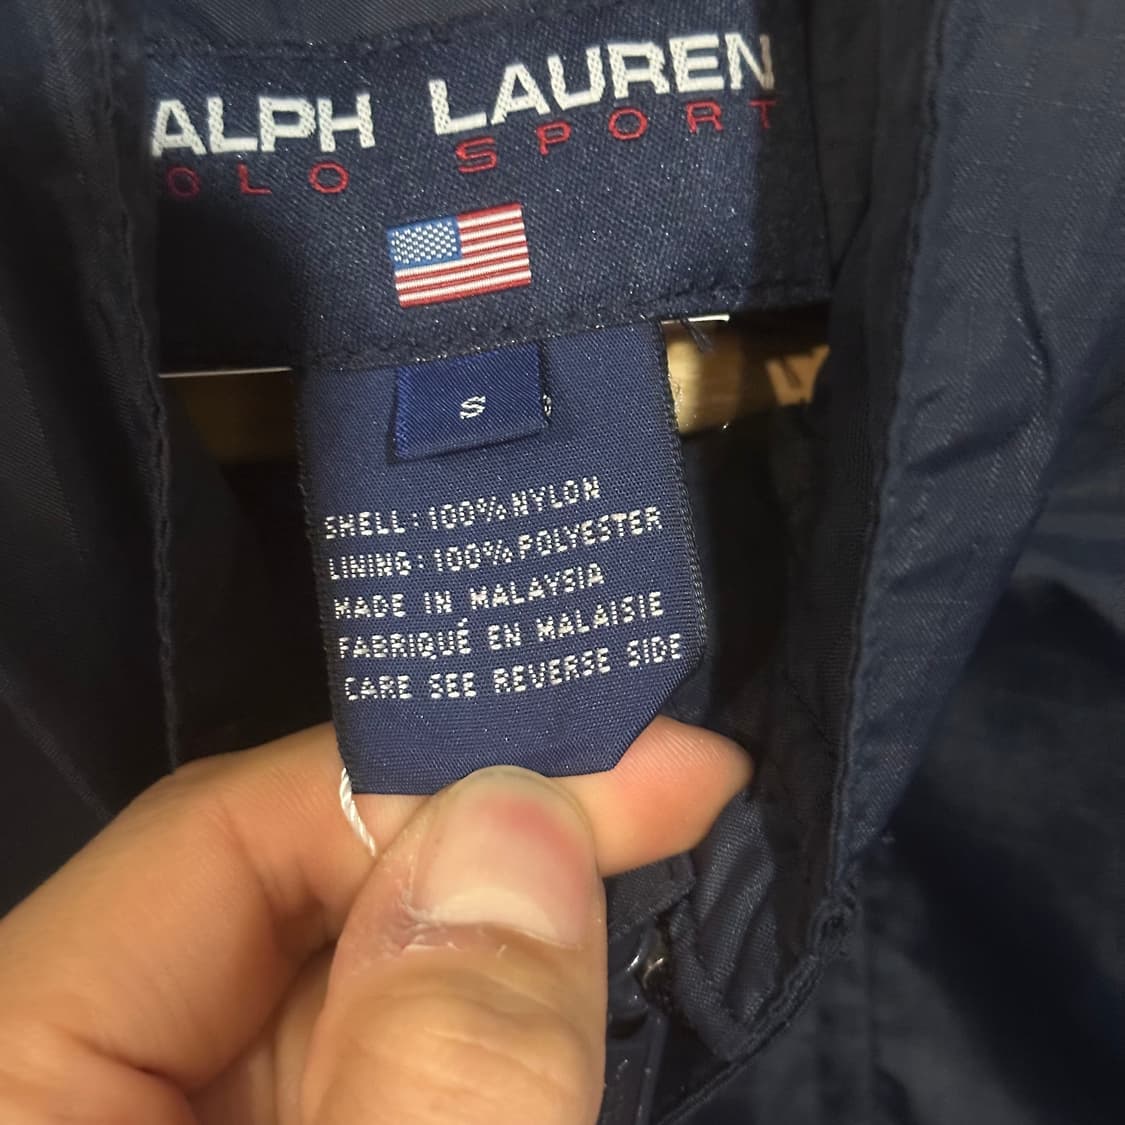 ALPH LAUREN
OLO SPORT
S
SHELL: 100% NYLON
LINING: 100% POLYESTER
MADE IN MALAYSIA
FABRIQUÉ EN MALAISIE
CARE SEE REVERSE SIDE